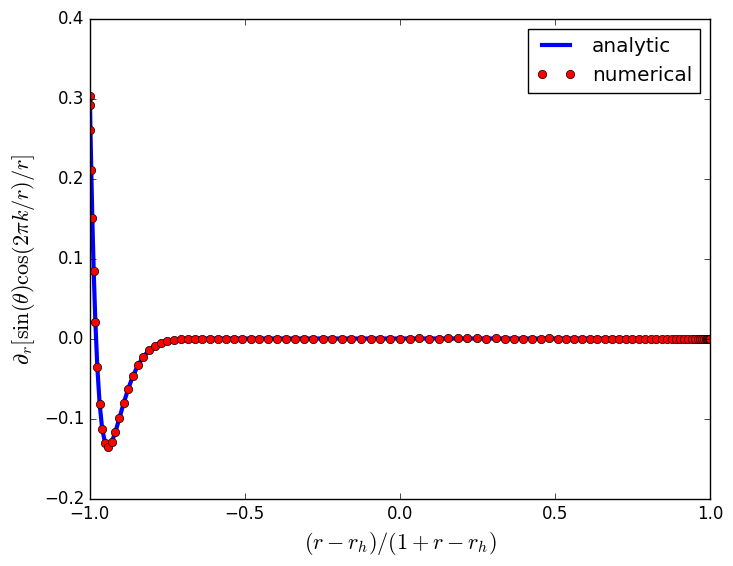 0.4
0.3
0.2
0.1
0.0
−0.1
−0.2
∂_r[sin(θ)cos(2πk/r)/r]
analytic
numerical
−1.0 −0.5 0.0 0.5 1.0
(r − r_h)/(1 + r − r_h)